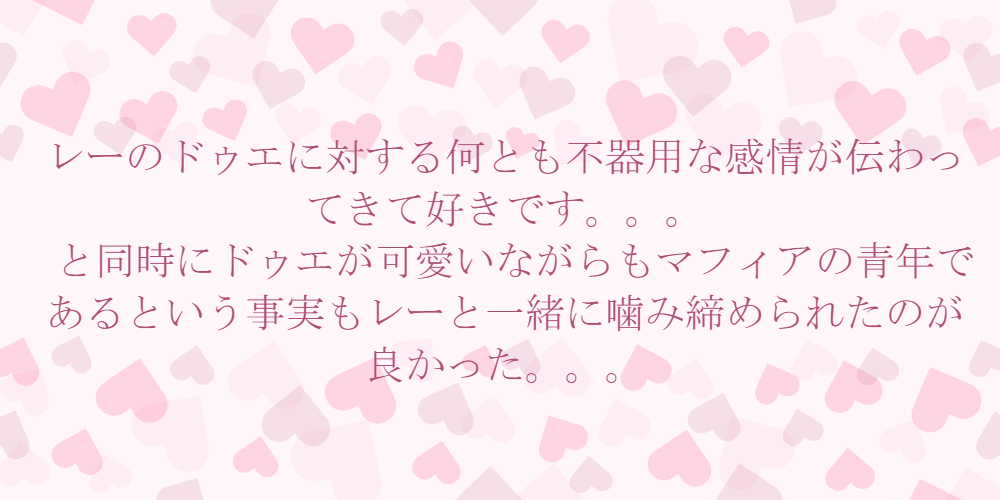 レーのドゥエに対する何とも不器用な感情が伝わっ
てきて好きです。。。
と同時にドゥエが可愛いながらもマフィアの青年で
あるという事実もレーと一緒に噛み締められたのが
良かった。。。